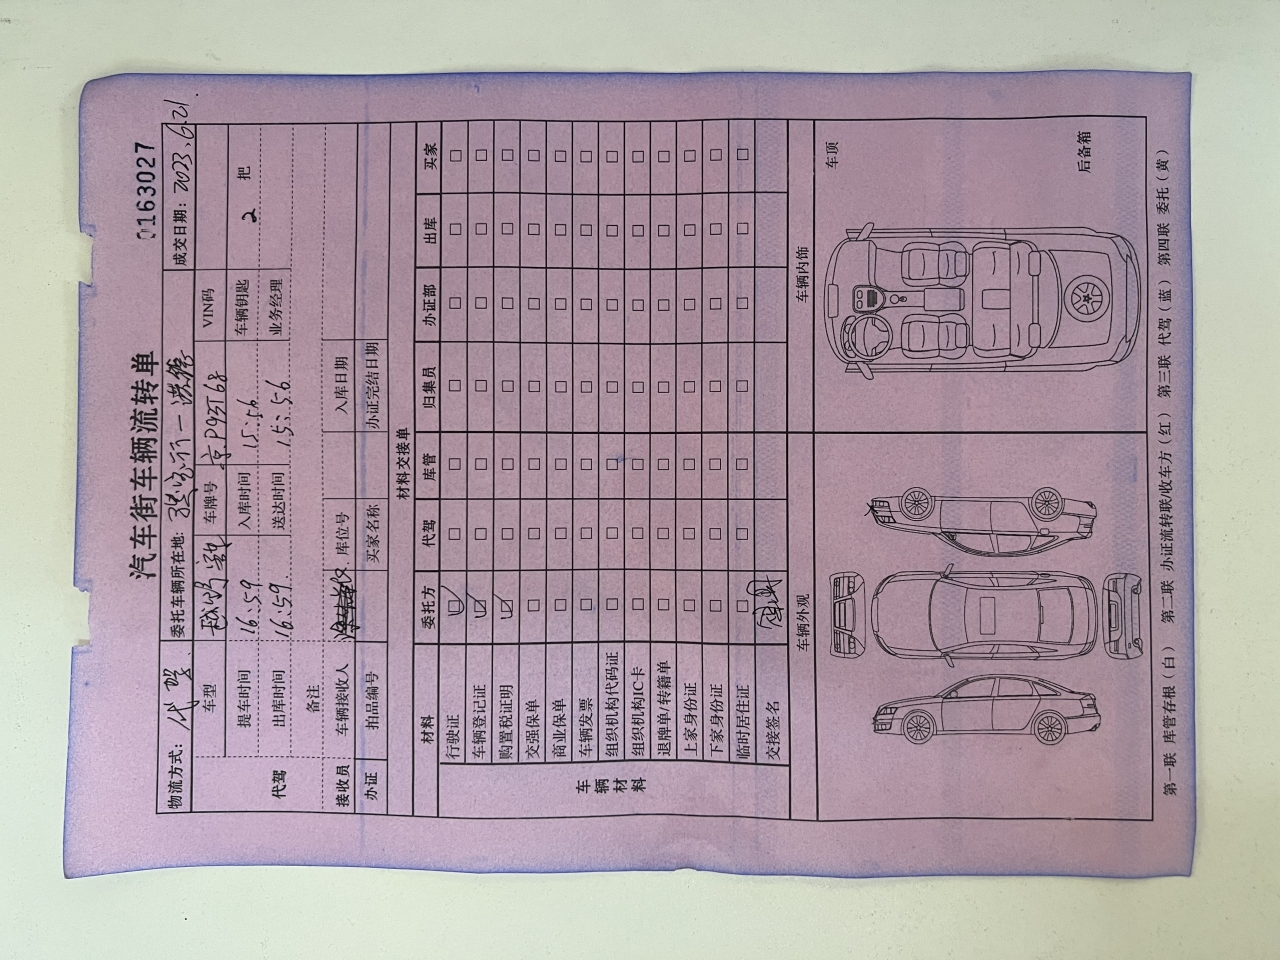 汽车街车辆流转单 0163027
物流方式： 代驾 委托车辆所在地： 成交日期：2023.6.21
代驾
车型 车牌号 京P93T68 VIN码
提车时间 16:59 入库时间 15:56 车辆钥匙 2 把
出库时间 16:59 送达时间 15:56 业务经理
备注
接收员 车辆接收人 库位号 入库日期
办证 拍品编号 买家名称 办证完结日期
材料交接单
材料 委托方 代驾 库管 归集员 办证部 出库 买家
车辆材料
行驶证 ☑ □ □ □ □ □ □
车辆登记证 ☑ □ □ □ □ □ □
购置税证明 ☑ □ □ □ □ □ □
交强保单 □ □ □ □ □ □ □
商业保单 □ □ □ □ □ □ □
车辆发票 □ □ □ □ □ □ □
组织机构代码证 □ □ □ □ □ □ □
组织机构IC卡 □ □ □ □ □ □ □
退牌单/转籍单 □ □ □ □ □ □ □
上家身份证 □ □ □ □ □ □ □
下家身份证 □ □ □ □ □ □ □
临时居住证 □ □ □ □ □ □ □
交接签名
车辆外观 车辆内饰
车顶
后备箱
第一联 库管存根（白） 第二联 办证流转联/收车方（红） 第三联 代驾（蓝） 第四联 委托（黄）